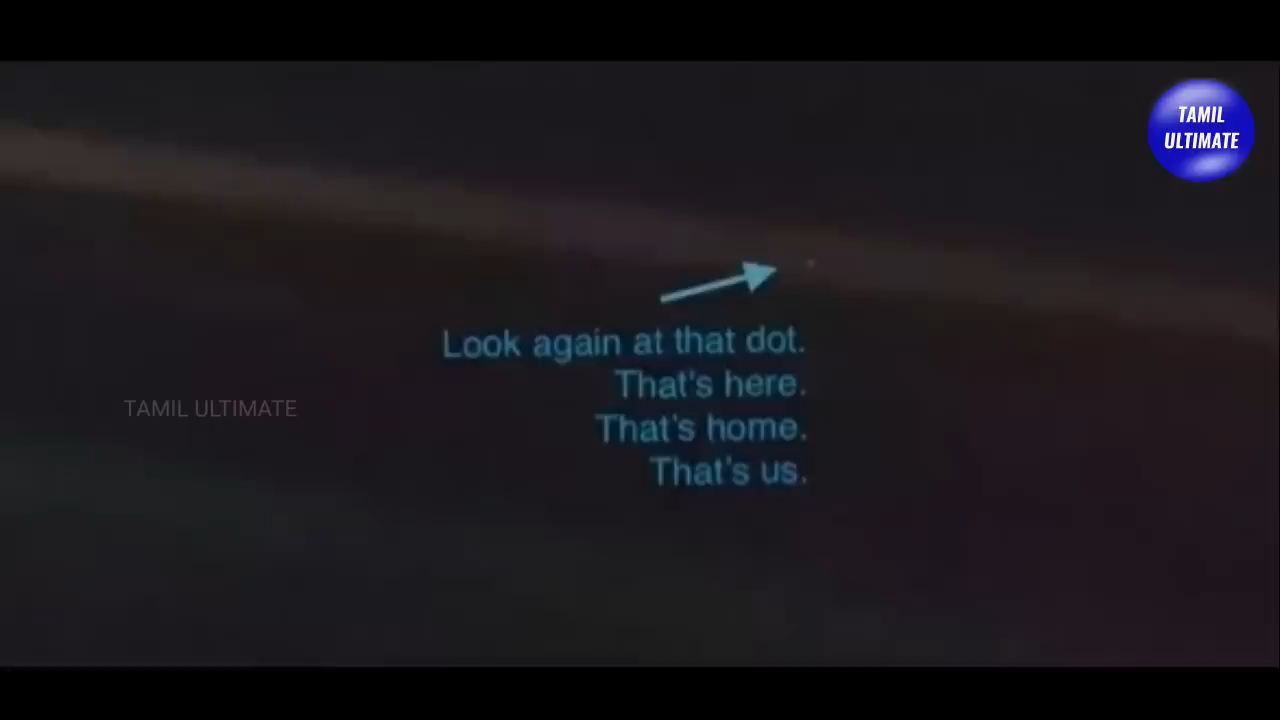 TAMIL
ULTIMATE
Look again at that dot.
That's here.
That's home.
That's us.
TAMIL ULTIMATE